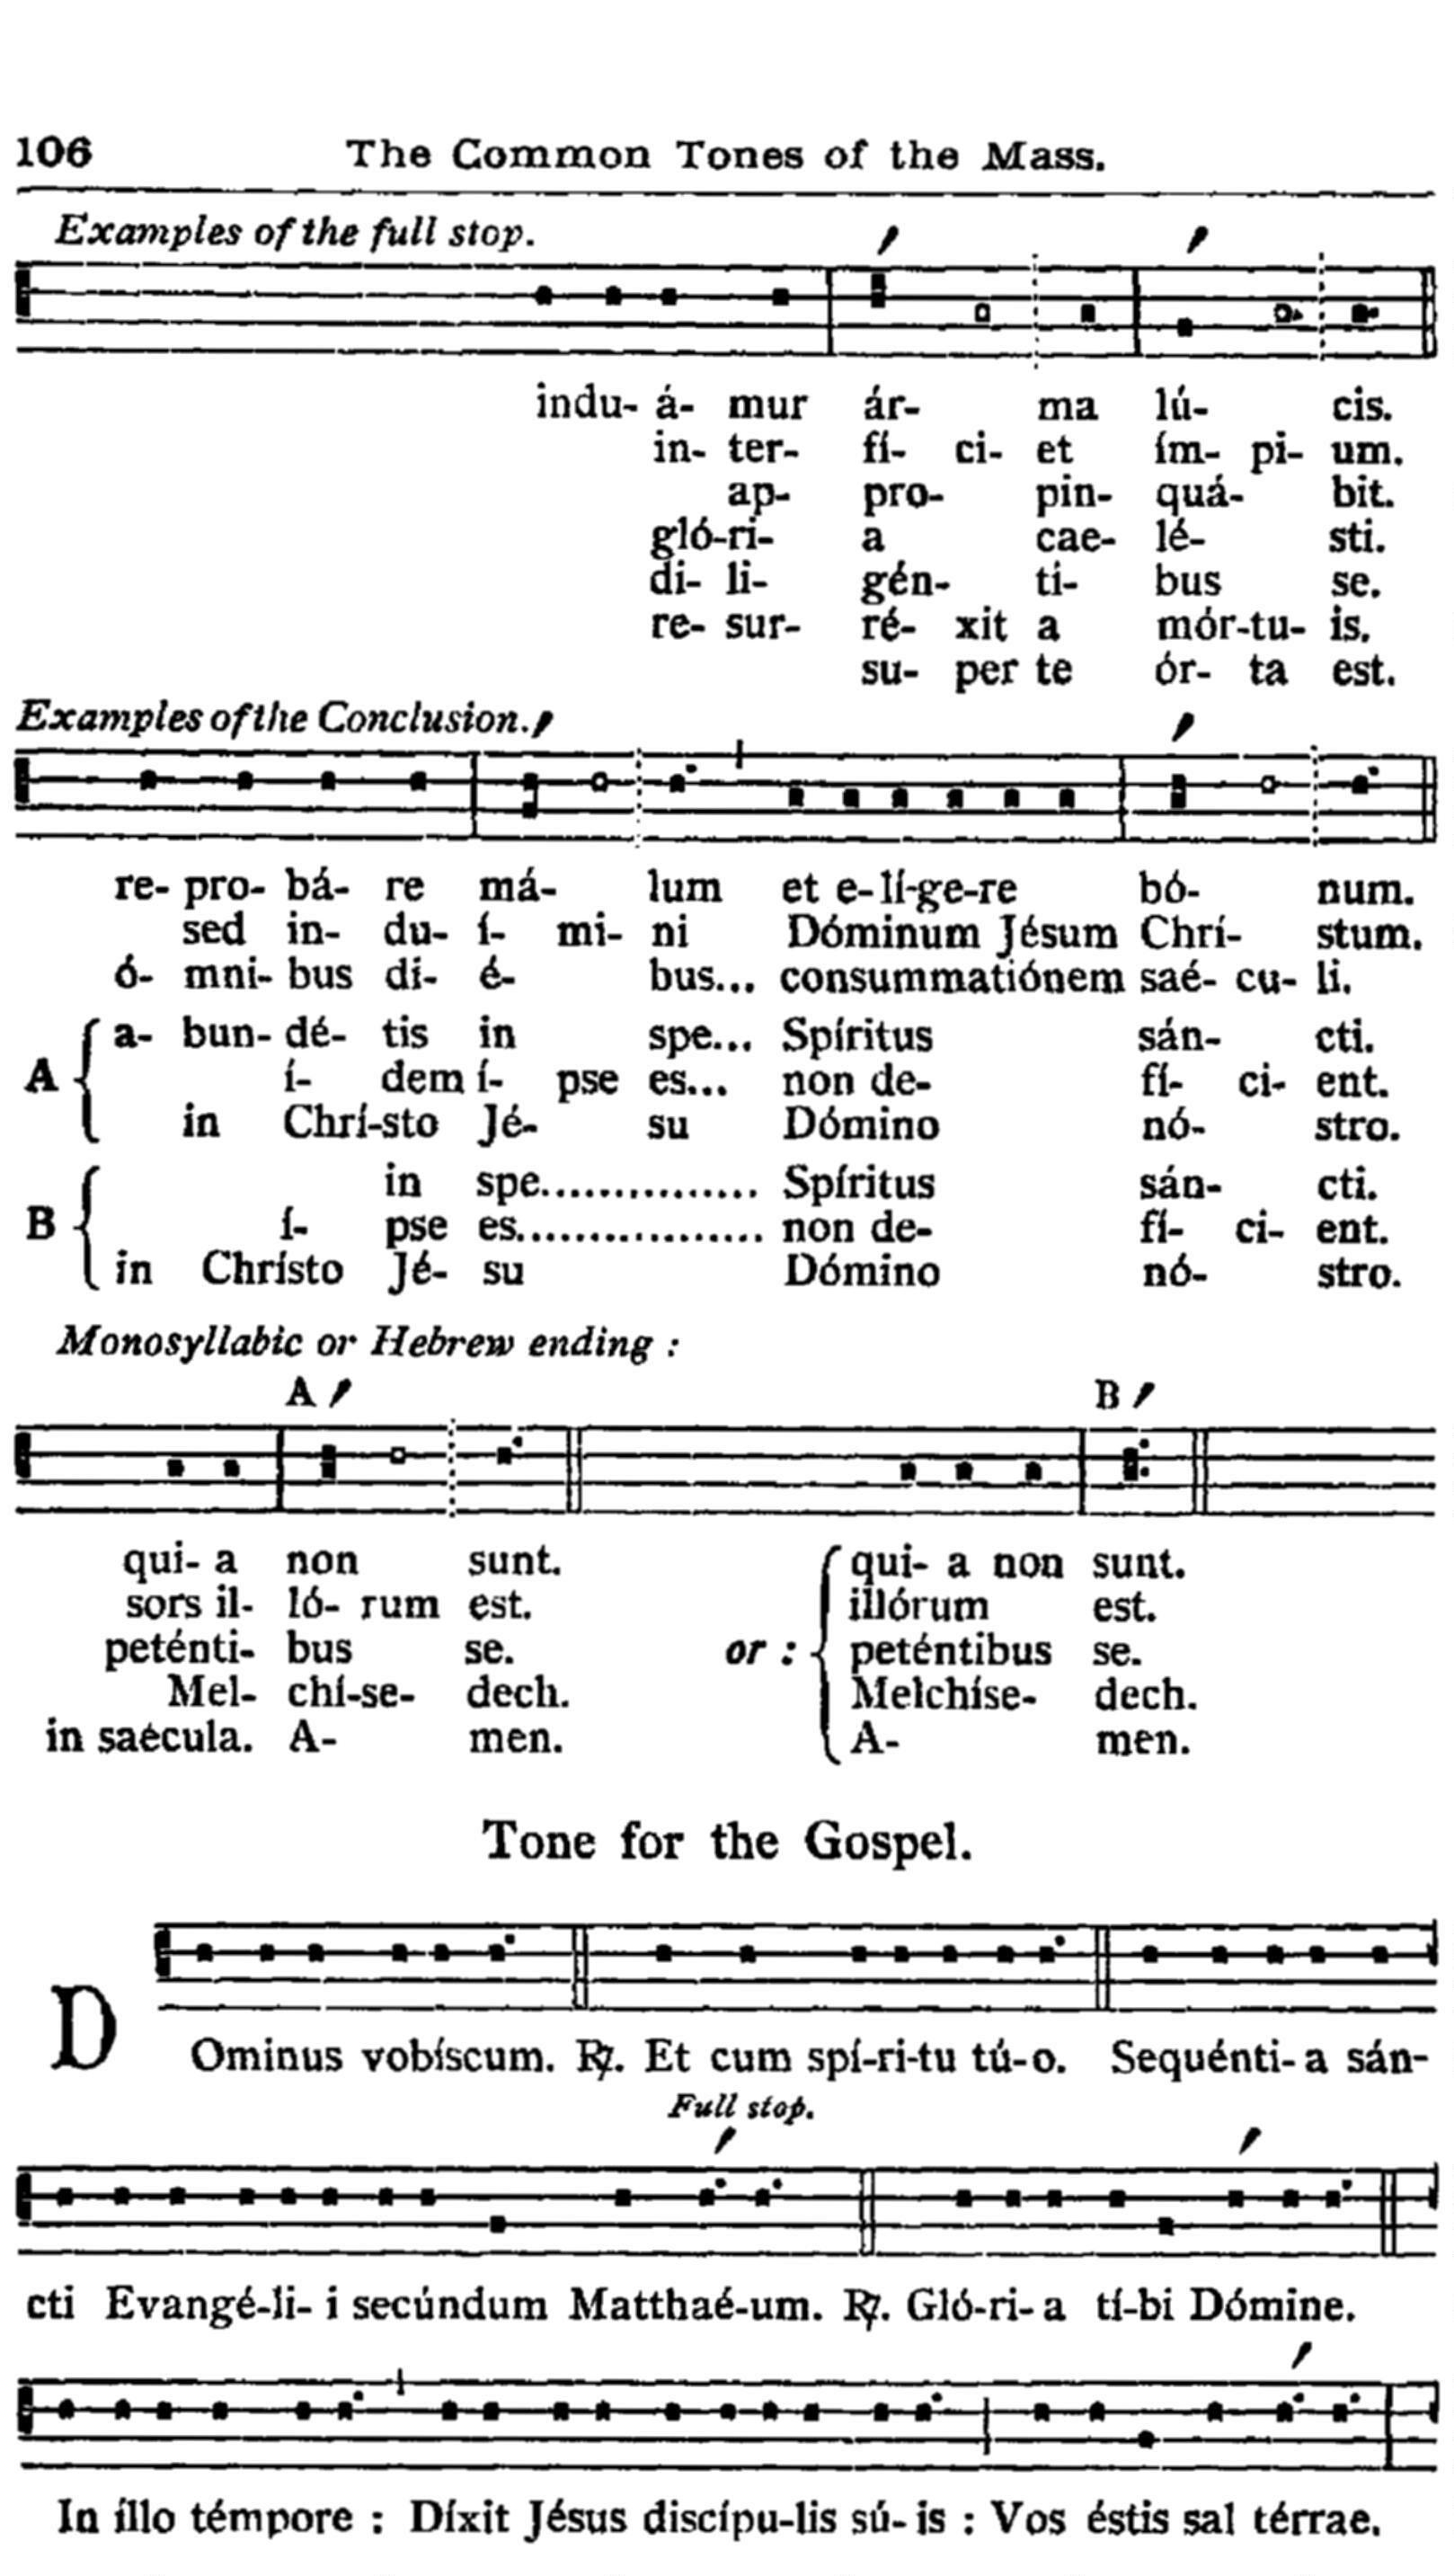 106 The Common Tones of the Mass.
Examples of the full stop.
indu- á- mur ár- ma lú- cis.
in- ter- fí- ci- et ím- pi- um.
ap- pro- pin- quá- bit.
gló-ri- a cae- lé- sti.
di- li- gén- ti- bus se.
re- sur- ré- xit a mór-tu- is.
su- per te ór- ta est.
Examples of the Conclusion.
re- pro- bá- re má- lum et e-lí-ge-re bó- num.
sed in- du- í- mi- ni Dóminum Jésum Chrí- stum.
ó- mni- bus di- é- bus... consummatiónem saé- cu- li.
A
a- bun- dé- tis in spe... Spíritus sán- cti.
í- dem í- pse es... non de- fí- ci- ent.
in Chrí-sto Jé- su Dómino nó- stro.
B
in spe............... Spíritus sán- cti.
í- pse es................. non de- fí- ci- ent.
in Christo Jé- su Dómino nó- stro.
Monosyllabic or Hebrew ending :
A B
qui- a non sunt. qui- a non sunt.
sors il- ló- rum est. illórum est.
peténti- bus se. or : peténtibus se.
Mel- chí-se- dech. Melchíse- dech.
in saécula. A- men. A- men.
Tone for the Gospel.
DOminus vobíscum. ℟. Et cum spí-ri-tu tú-o. Sequénti- a sán-
Full stop.
cti Evangé-li- i secúndum Matthaé-um. ℟. Gló-ri- a tí-bi Dómine.
In íllo témpore : Díxit Jésus discípu-lis sú- is : Vos éstis sal térrae.